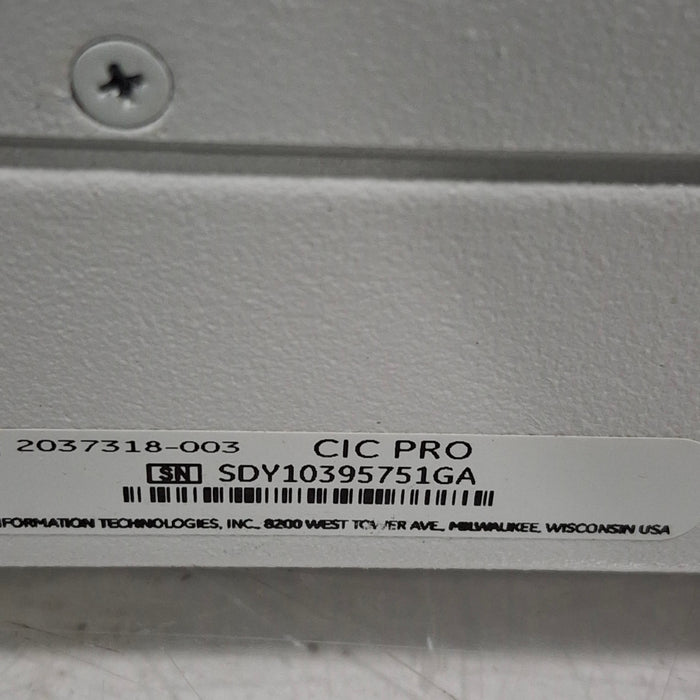 2037318-003 CIC PRO
SN SDY10395751GA
FORMATION TECHNOLOGIES, INC., 8200 WEST TOWER AVE., MILWAUKEE, WISCONSIN USA